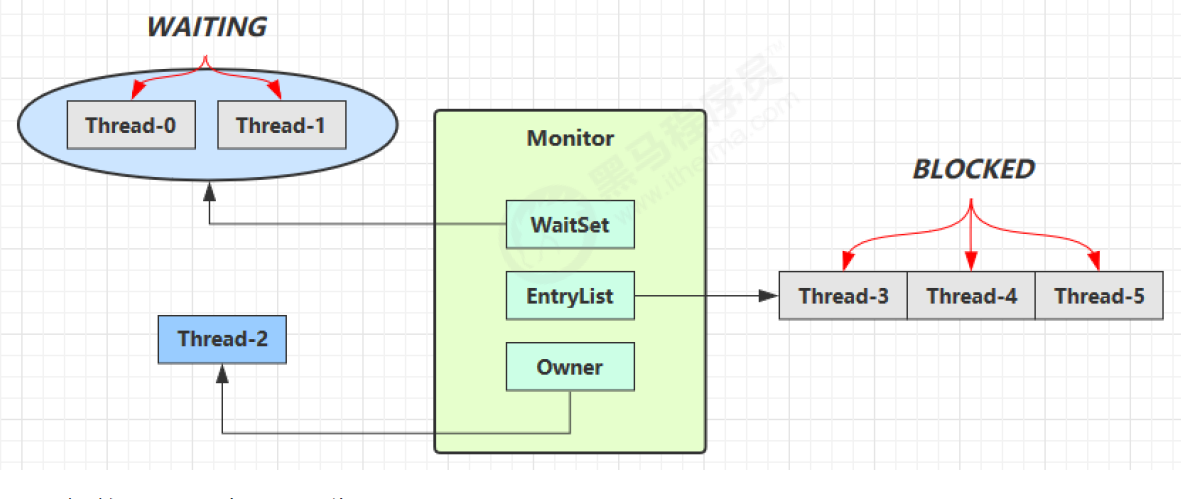 WAITING
Thread-0
Thread-1
Monitor
黑马程序员
www.itheima.com
WaitSet
BLOCKED
EntryList
Thread-3
Thread-4
Thread-5
Thread-2
Owner